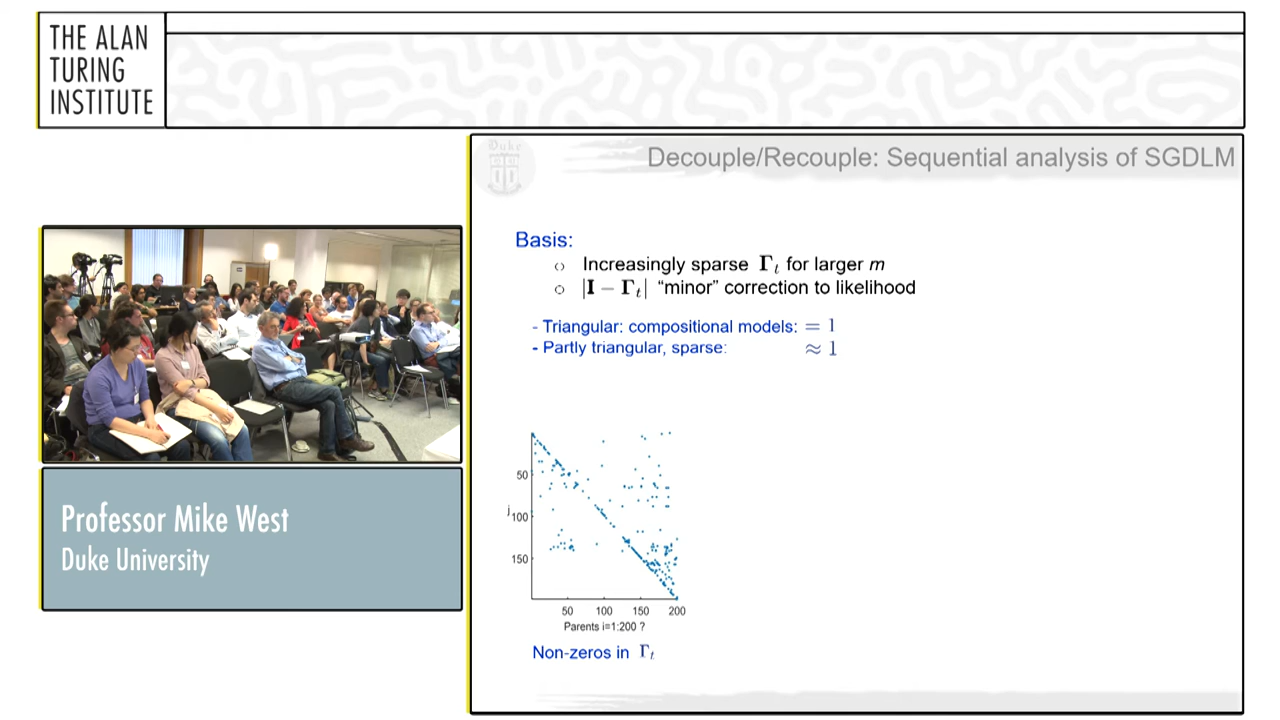 THE ALAN
TURING
INSTITUTE
Duke
Decouple/Recouple: Sequential analysis of SGDLM
Basis:
Increasingly sparse Γt for larger m
|I − Γt| “minor” correction to likelihood
- Triangular: compositional models: = 1
- Partly triangular, sparse: ≈ 1
50
j
100
150
50 100 150 200
Parents i=1:200 ?
Non-zeros in Γt
Professor Mike West
Duke University